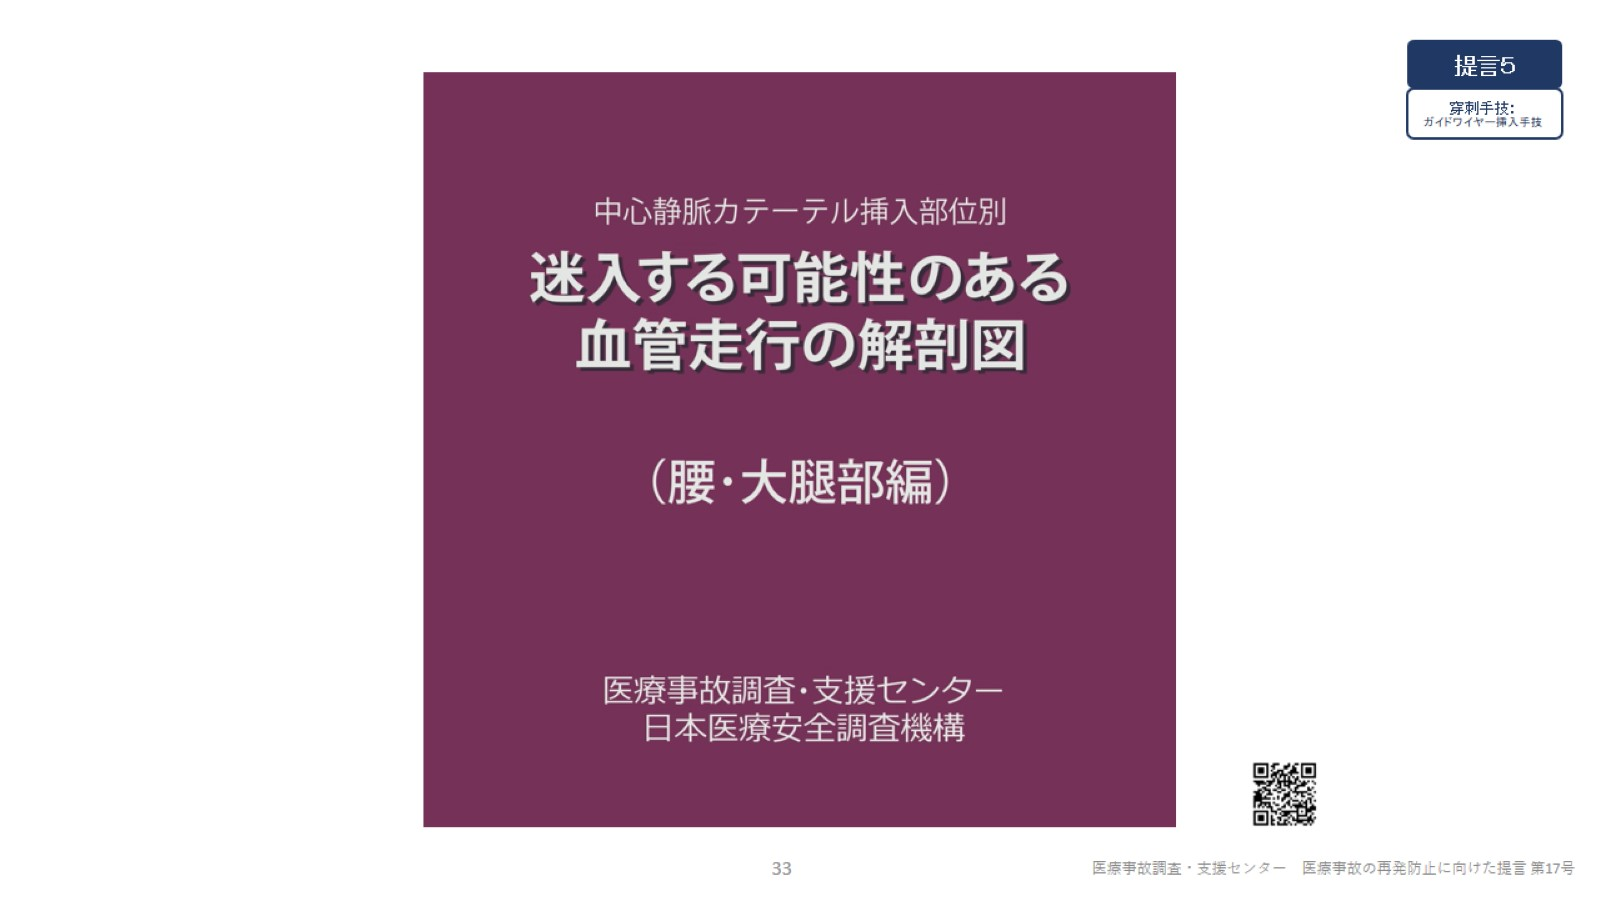 提言5
穿刺手技:
ガイドワイヤー挿入手技
中心静脈カテーテル挿入部位別
迷入する可能性のある
血管走行の解剖図
（腰・大腿部編）
医療事故調査・支援センター
日本医療安全調査機構
33
医療事故調査・支援センター　医療事故の再発防止に向けた提言 第17号